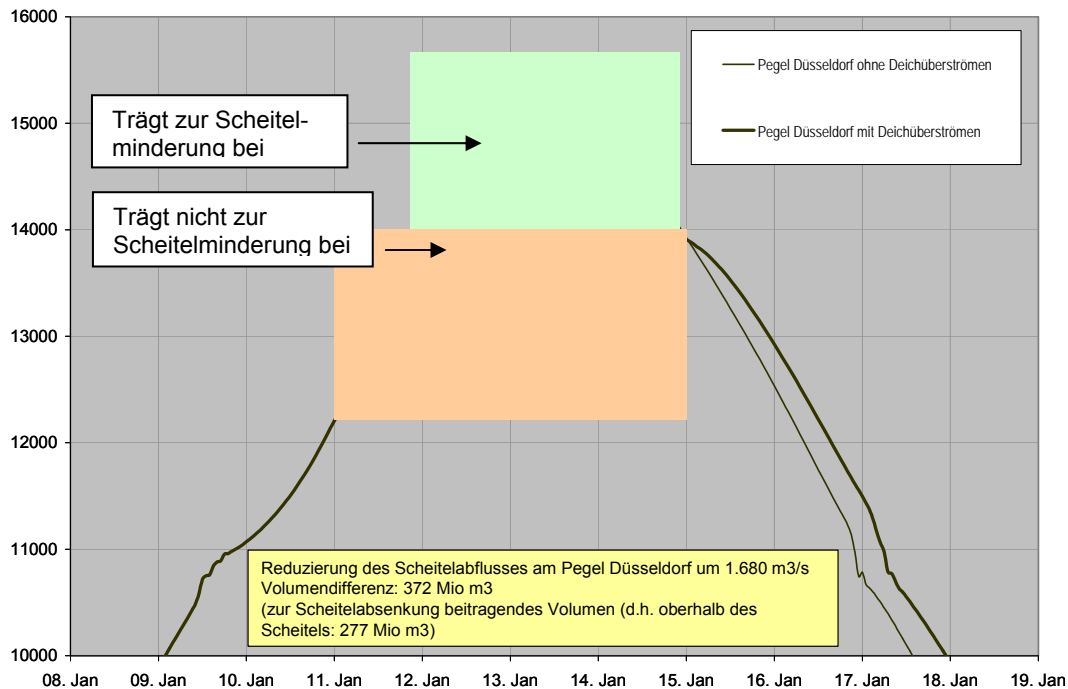 16000
15000
14000
13000
12000
11000
10000
Trägt zur Scheitel-
minderung bei
Trägt nicht zur
Scheitelminderung bei
Pegel Düsseldorf ohne Deichüberströmen
Pegel Düsseldorf mit Deichüberströmen
Reduzierung des Scheitelabflusses am Pegel Düsseldorf um 1.680 m3/s
Volumendifferenz: 372 Mio m3
(zur Scheitelabsenkung beitragendes Volumen (d.h. oberhalb des
Scheitels: 277 Mio m3)
08. Jan 09. Jan 10. Jan 11. Jan 12. Jan 13. Jan 14. Jan 15. Jan 16. Jan 17. Jan 18. Jan 19. Jan